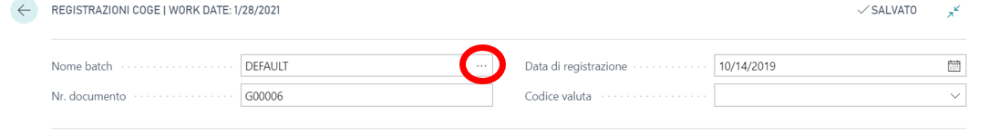 REGISTRAZIONI COGE | WORK DATE: 1/28/2021
SALVATO
Nome batch
DEFAULT
...
Data di registrazione
10/14/2019
Nr. documento
G00006
Codice valuta